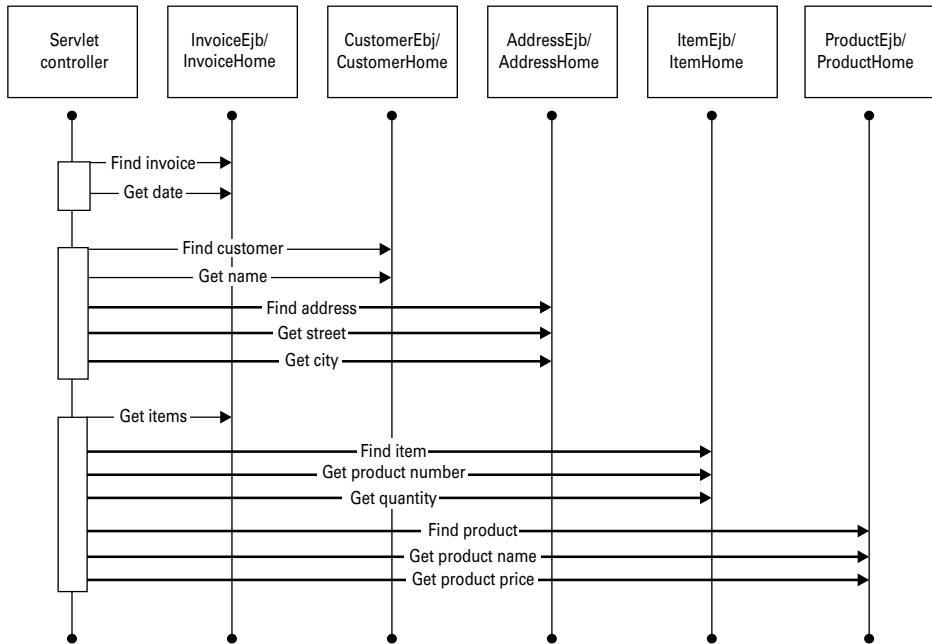 Servlet
controller
InvoiceEjb/
InvoiceHome
CustomerEbj/
CustomerHome
AddressEjb/
AddressHome
ItemEjb/
ItemHome
ProductEjb/
ProductHome
Find invoice
Get date
Find customer
Get name
Find address
Get street
Get city
Get items
Find item
Get product number
Get quantity
Find product
Get product name
Get product price